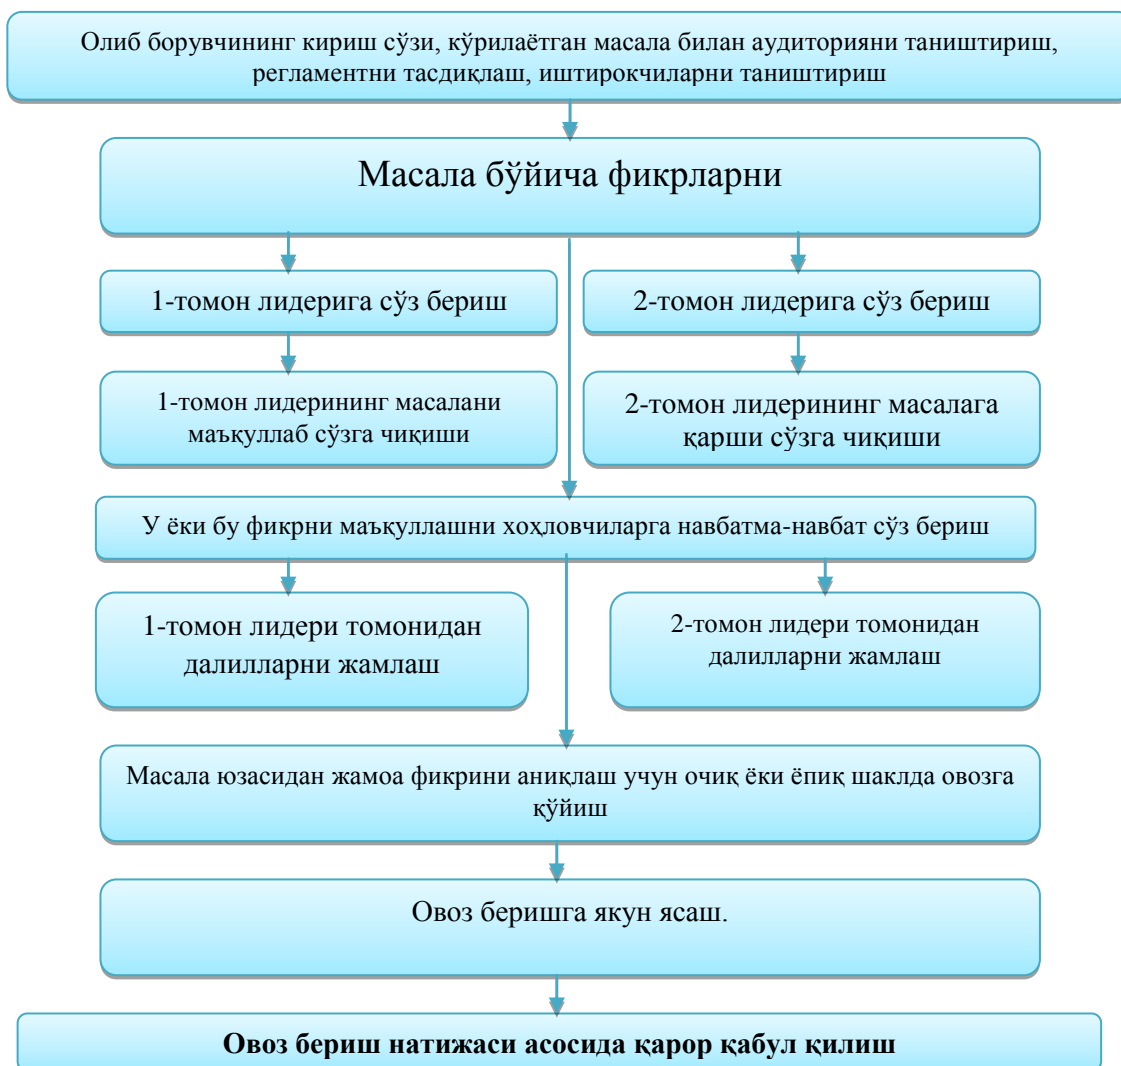 Олиб борувчининг кириш сўзи, кўрилаётган масала билан аудиторияни таништириш,
регламентни тасдиқлаш, иштирокчиларни таништириш
Масала бўйича фикрларни
1-томон лидерига сўз бериш
2-томон лидерига сўз бериш
1-томон лидерининг масалани
маъқуллаб сўзга чиқиши
2-томон лидерининг масалага
қарши сўзга чиқиши
У ёки бу фикрни маъқуллашни хоҳловчиларга навбатма-навбат сўз бериш
1-томон лидери томонидан
далилларни жамлаш
2-томон лидери томонидан
далилларни жамлаш
Масала юзасидан жамоа фикрини аниқлаш учун очиқ ёки ёпиқ шаклда овозга
қўйиш
Овоз беришга якун ясаш.
Овоз бериш натижаси асосида қарор қабул қилиш